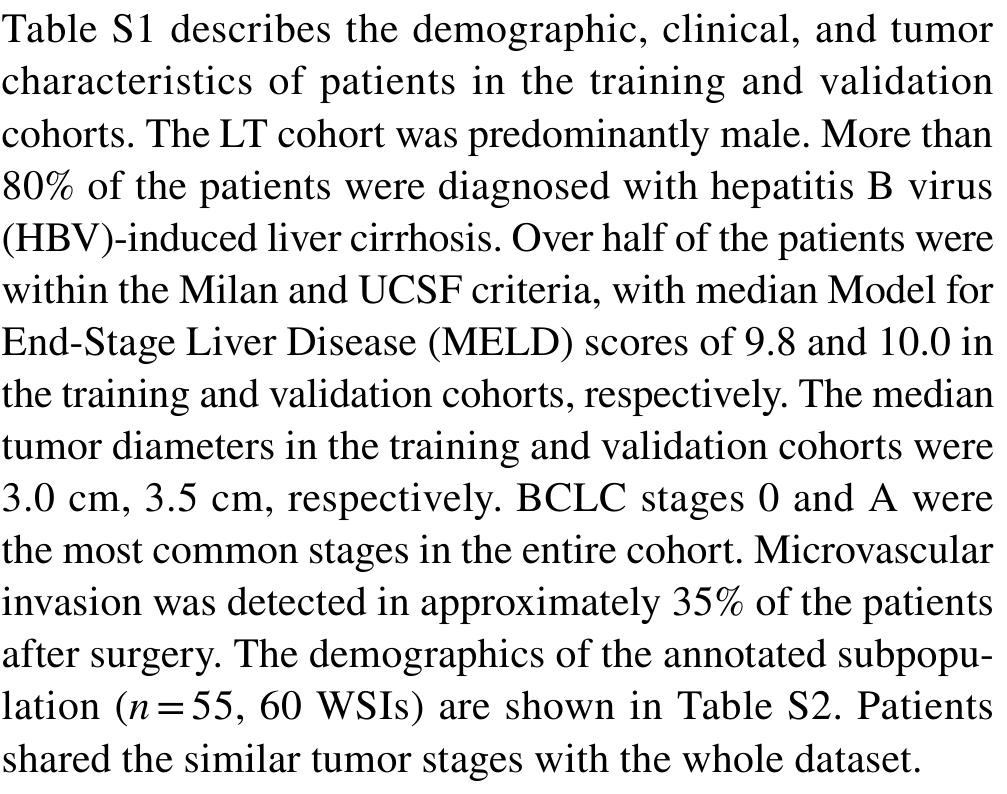 Table S1 describes the demographic, clinical, and tumor
characteristics of patients in the training and validation
cohorts. The LT cohort was predominantly male. More than
80% of the patients were diagnosed with hepatitis B virus
(HBV)-induced liver cirrhosis. Over half of the patients were
within the Milan and UCSF criteria, with median Model for
End-Stage Liver Disease (MELD) scores of 9.8 and 10.0 in
the training and validation cohorts, respectively. The median
tumor diameters in the training and validation cohorts were
3.0 cm, 3.5 cm, respectively. BCLC stages 0 and A were
the most common stages in the entire cohort. Microvascular
invasion was detected in approximately 35% of the patients
after surgery. The demographics of the annotated subpopu-
lation (n = 55, 60 WSIs) are shown in Table S2. Patients
shared the similar tumor stages with the whole dataset.